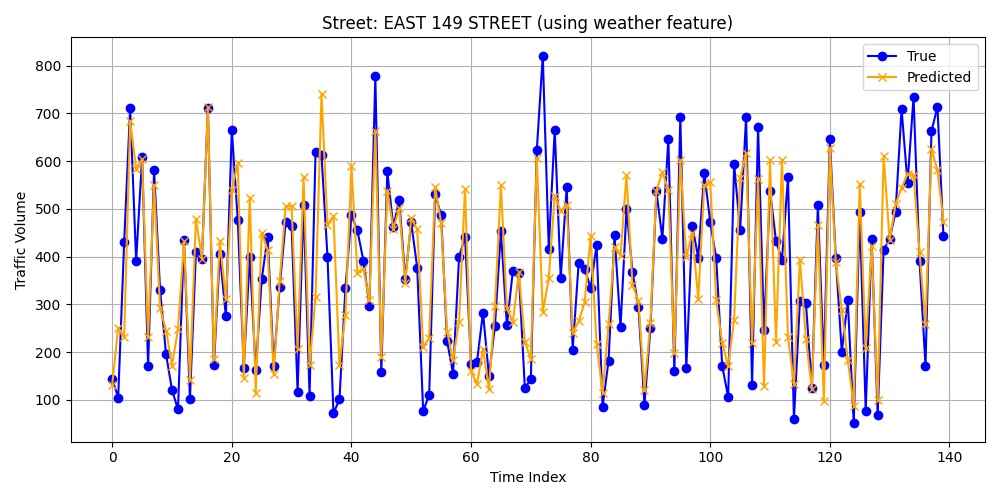 Street: EAST 149 STREET (using weather feature)
True
Predicted
Traffic Volume
800
700
600
500
400
300
200
100
0 20 40 60 80 100 120 140
Time Index